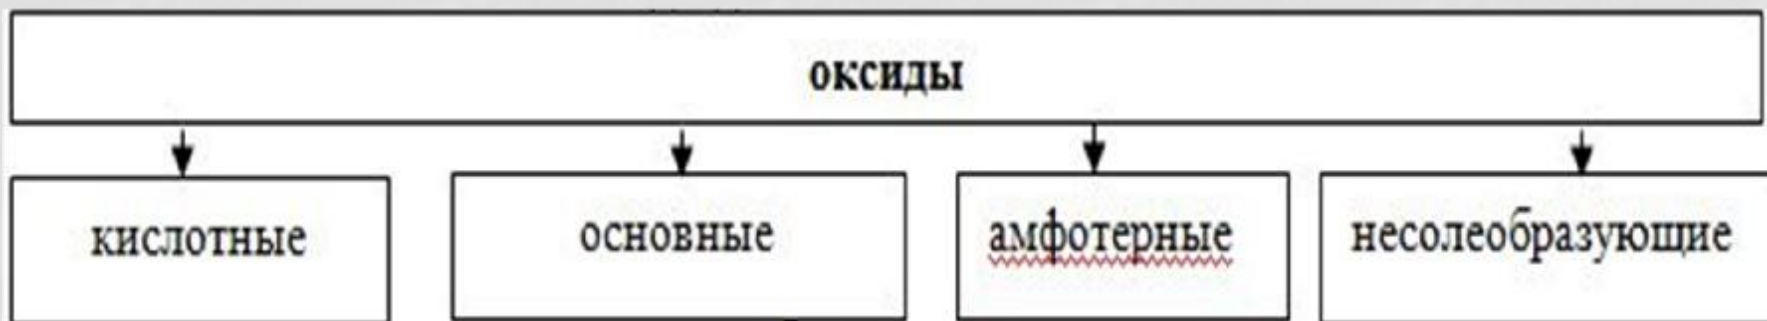 оксиды
кислотные
основные
амфотерные
несолеобразующие